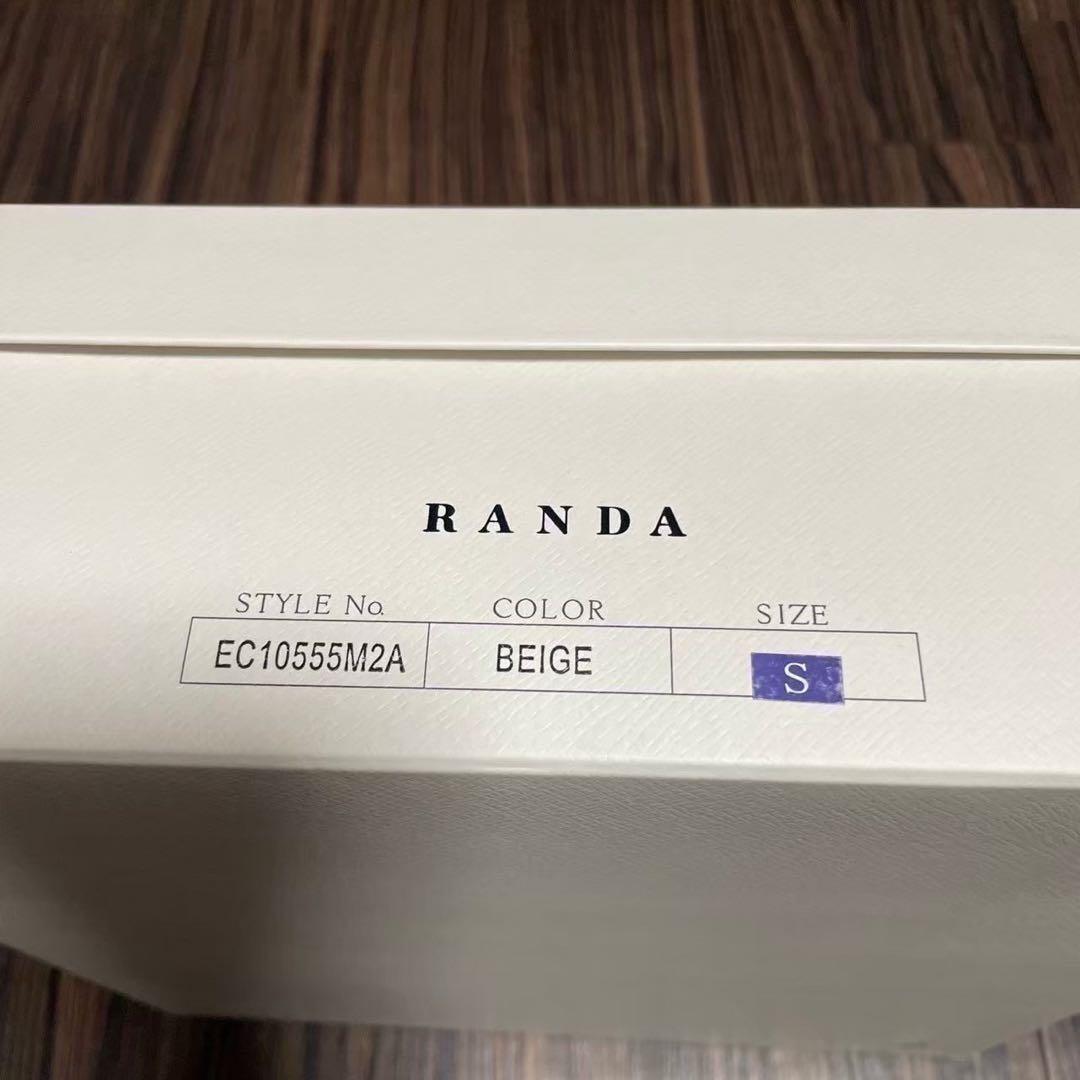 RANDA
STYLE No. COLOR SIZE
EC10555M2A BEIGE S